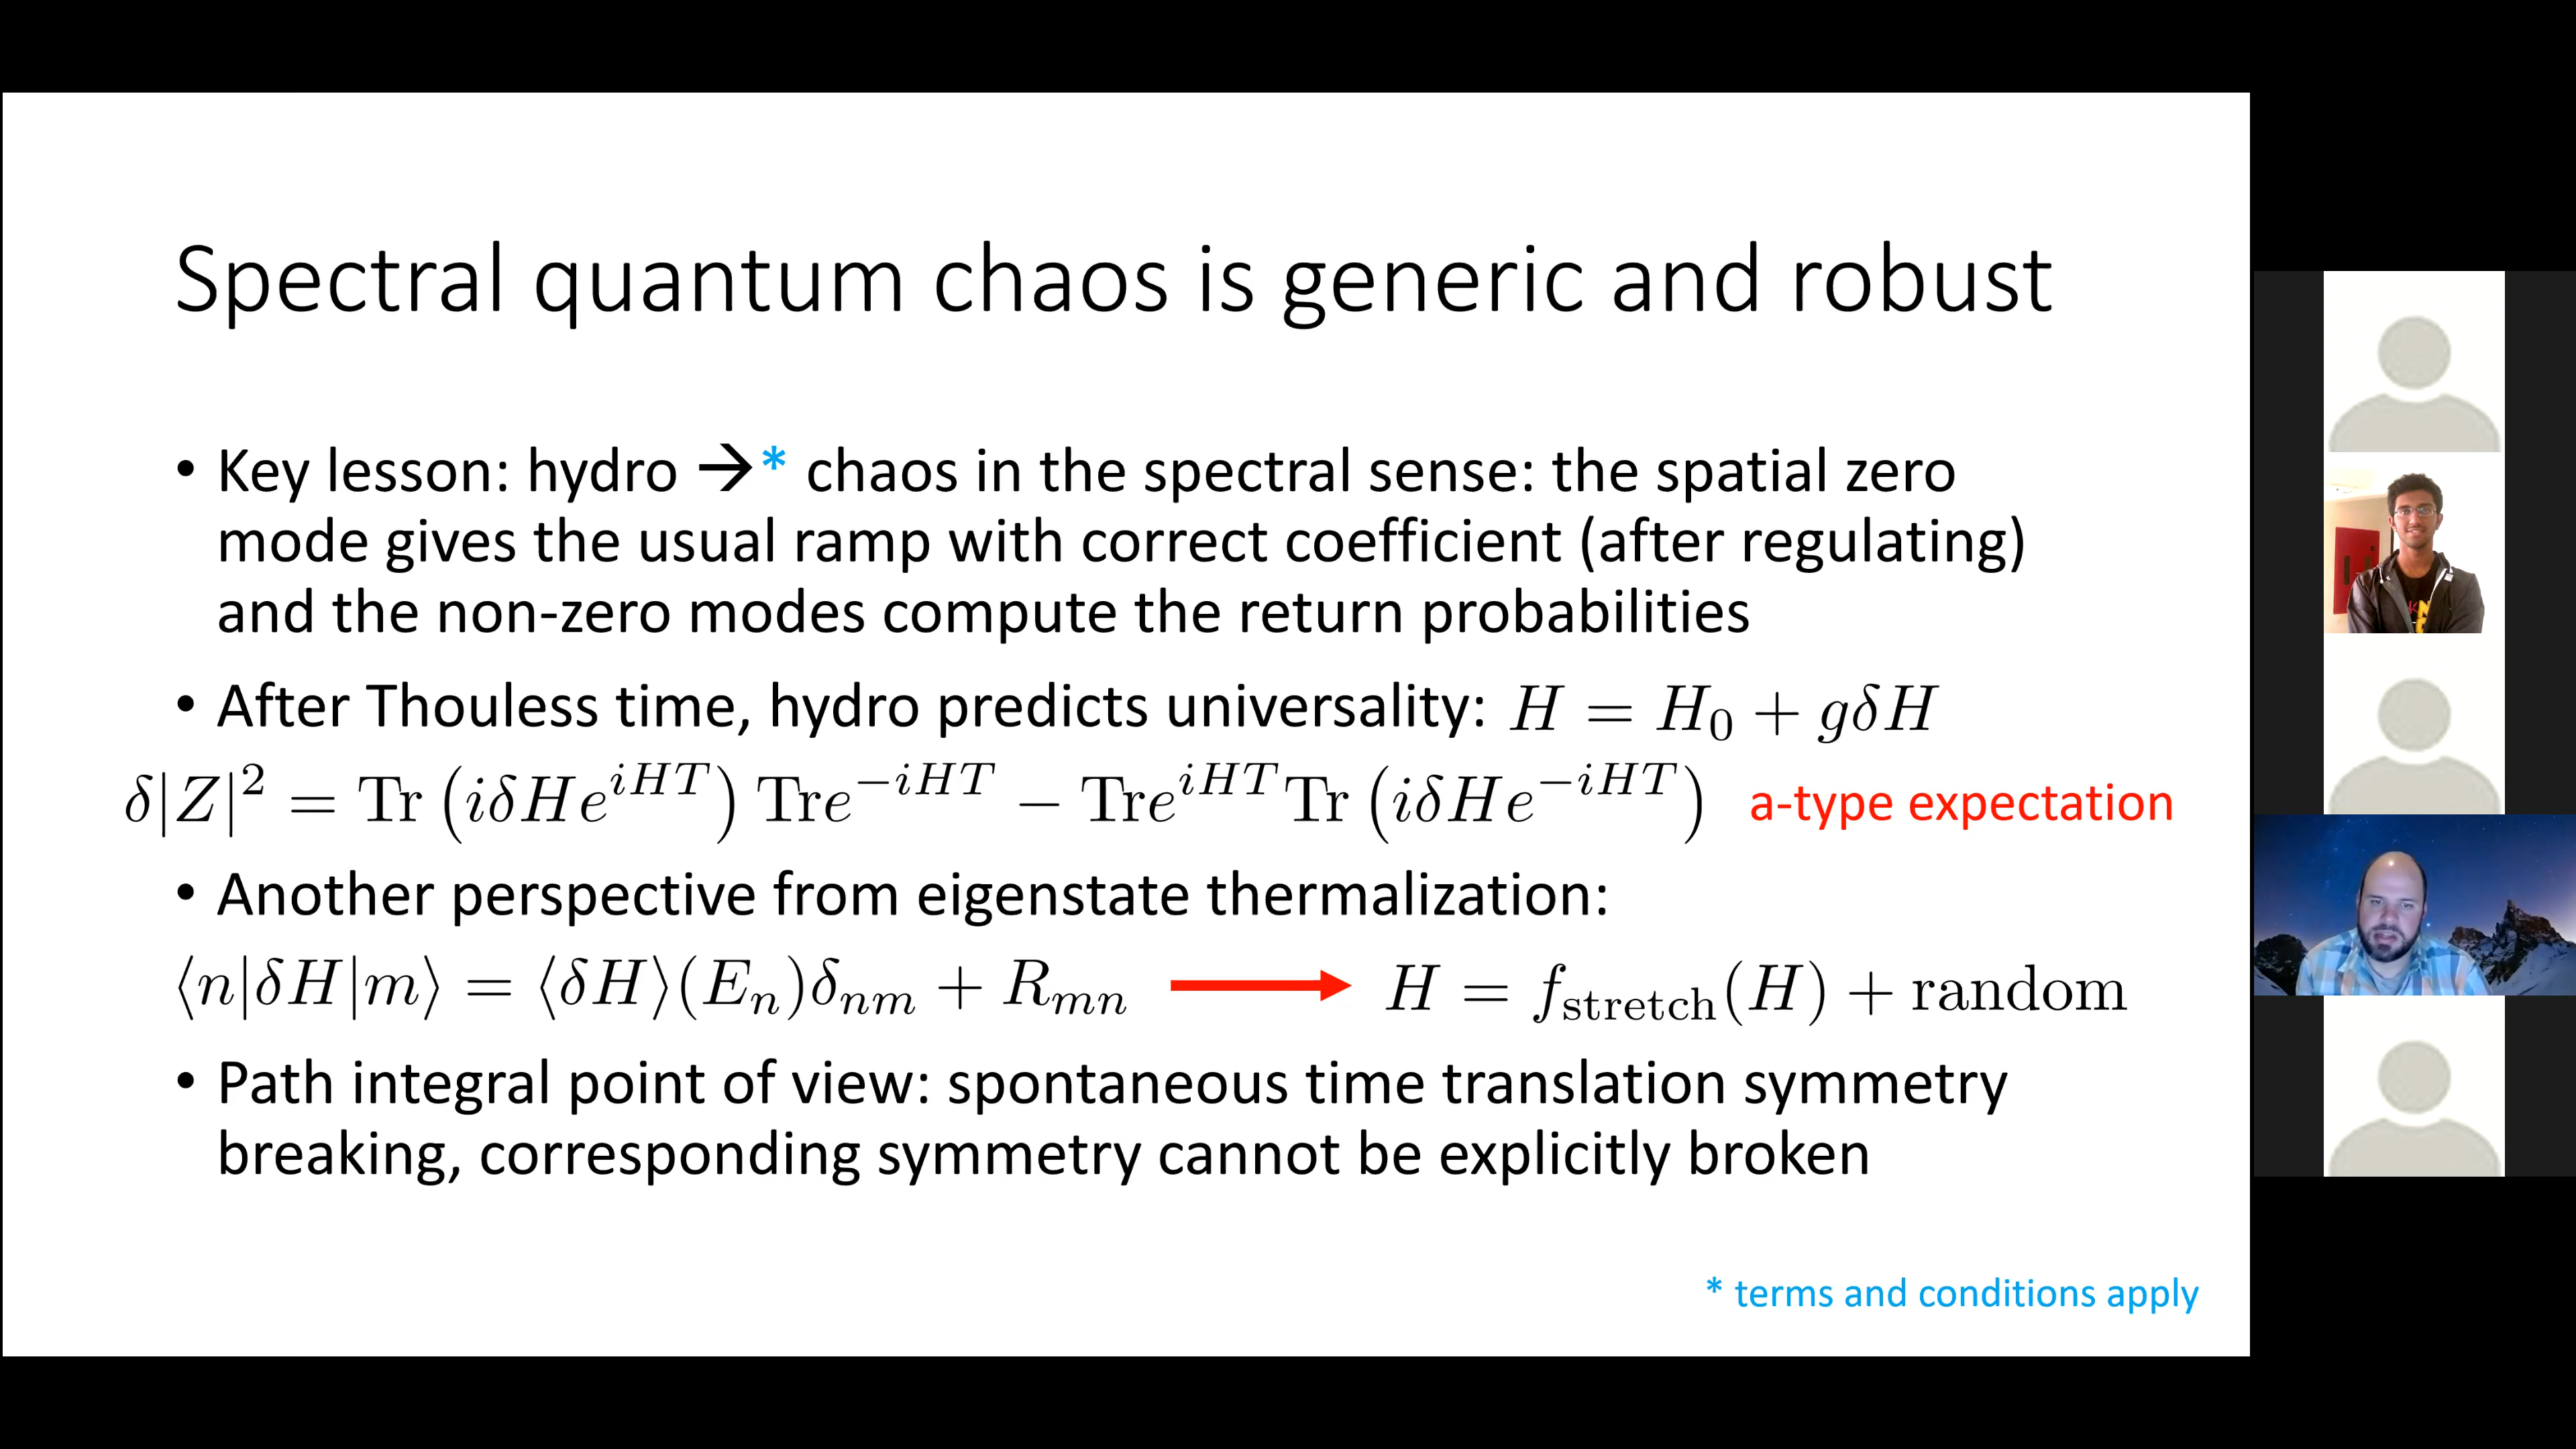 Spectral quantum chaos is generic and robust
• Key lesson: hydro →* chaos in the spectral sense: the spatial zero
mode gives the usual ramp with correct coefficient (after regulating)
and the non-zero modes compute the return probabilities
• After Thouless time, hydro predicts universality: H = H₀ + gδH
δ|Z|² = Tr (iδHe^{iHT}) Tre^{−iHT} − Tre^{iHT}Tr (iδHe^{−iHT}) a-type expectation
• Another perspective from eigenstate thermalization:
⟨n|δH|m⟩ = ⟨δH⟩(E_n)δ_{nm} + R_{mn} → H = f_{stretch}(H) + random
• Path integral point of view: spontaneous time translation symmetry
breaking, corresponding symmetry cannot be explicitly broken
* terms and conditions apply